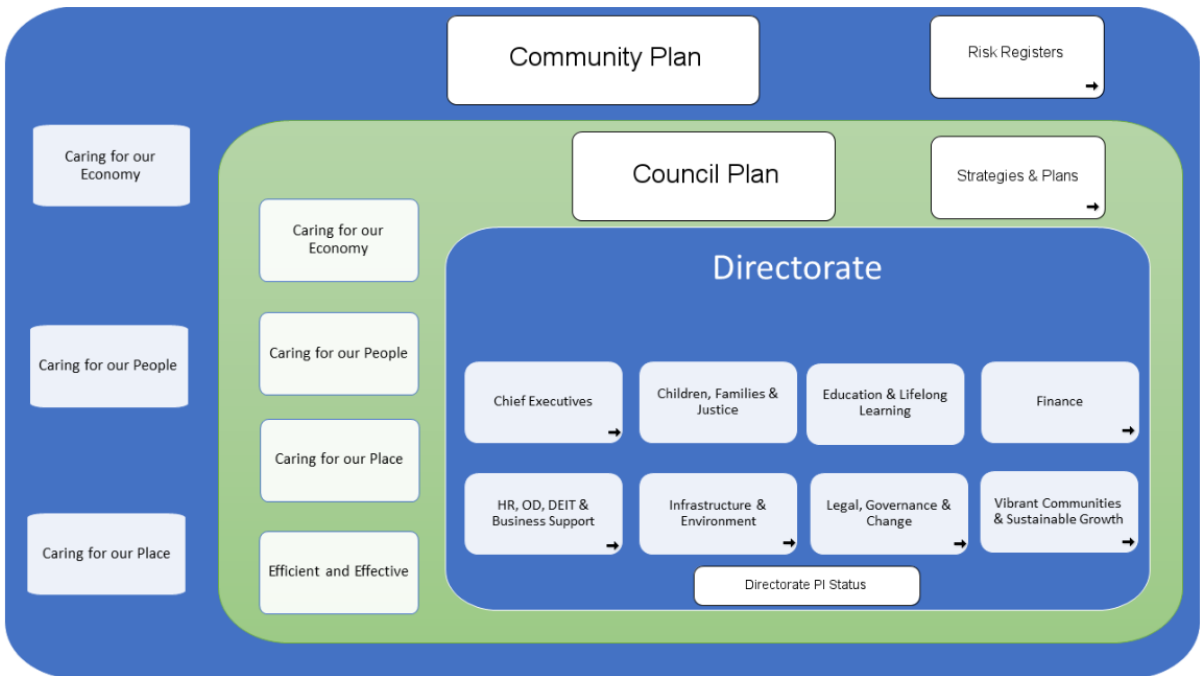 Community Plan
Risk Registers
Caring for our
Economy
Caring for our People
Caring for our Place
Council Plan
Strategies & Plans
Caring for our
Economy
Caring for our People
Caring for our Place
Efficient and Effective
Directorate
Chief Executives
Children, Families &
Justice
Education & Lifelong
Learning
Finance
HR, OD, DEIT &
Business Support
Infrastructure &
Environment
Legal, Governance &
Change
Vibrant Communities
& Sustainable Growth
Directorate PI Status